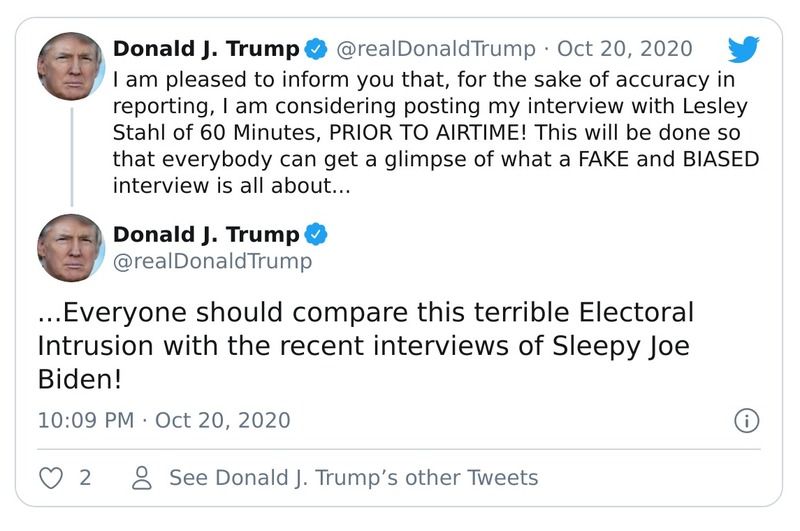 Donald J. Trump @realDonaldTrump · Oct 20, 2020
I am pleased to inform you that, for the sake of accuracy in
reporting, I am considering posting my interview with Lesley
Stahl of 60 Minutes, PRIOR TO AIRTIME! This will be done so
that everybody can get a glimpse of what a FAKE and BIASED
interview is all about...
Donald J. Trump
@realDonaldTrump
...Everyone should compare this terrible Electoral
Intrusion with the recent interviews of Sleepy Joe
Biden!
10:09 PM · Oct 20, 2020
2 See Donald J. Trump’s other Tweets